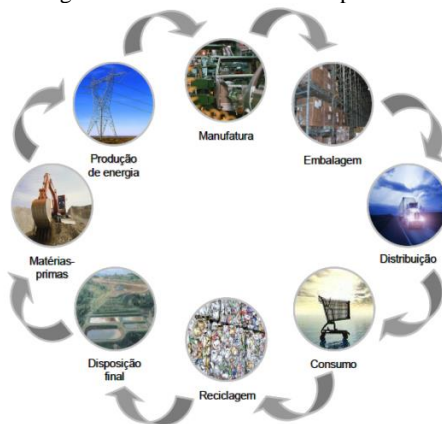 Produção
de energia
Manufatura
Embalagem
Distribuição
Consumo
Reciclagem
Disposição
final
Matérias-
primas